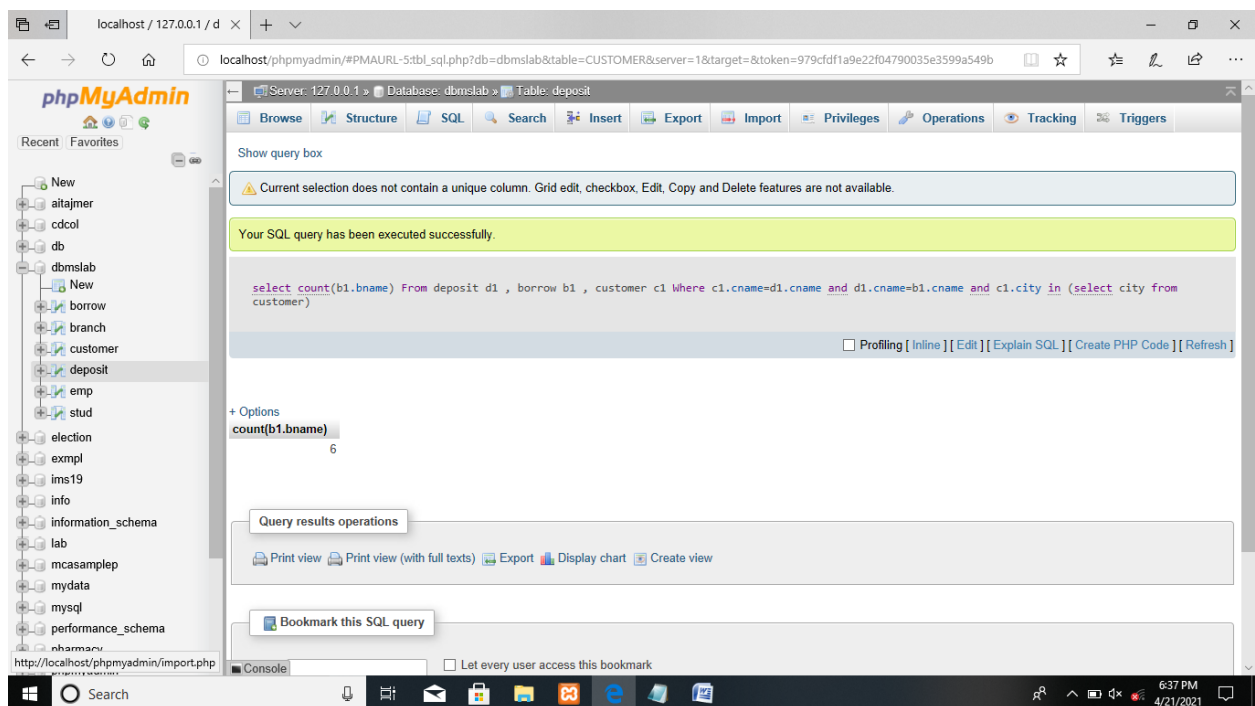 localhost / 127.0.0.1 / d
localhost/phpmyadmin/#PMAURL-5:tbl_sql.php?db=dbmslab&table=CUSTOMER&server=1&target=&token=979cfdf1a9e22f04790035e3599a549b
phpMyAdmin
Recent Favorites
New
aitajmer
cdcol
db
dbmslab
New
borrow
branch
customer
deposit
emp
stud
election
exmpl
ims19
info
information_schema
lab
mcasamplep
mydata
mysql
performance_schema
pharmacy
phpmyadmin
http://localhost/phpmyadmin/import.php
Server: 127.0.0.1 » Database: dbmslab » Table: deposit
Browse Structure SQL Search Insert Export Import Privileges Operations Tracking Triggers
Show query box
Current selection does not contain a unique column. Grid edit, checkbox, Edit, Copy and Delete features are not available.
Your SQL query has been executed successfully.
select count(b1.bname) From deposit d1 , borrow b1 , customer c1 Where c1.cname=d1.cname and d1.cname=b1.cname and c1.city in (select city from
customer)
Profiling [ Inline ] [ Edit ] [ Explain SQL ] [ Create PHP Code ] [ Refresh ]
+ Options
count(b1.bname)
6
Query results operations
Print view Print view (with full texts) Export Display chart Create view
Bookmark this SQL query
Console
Let every user access this bookmark
Search
6:37 PM
4/21/2021